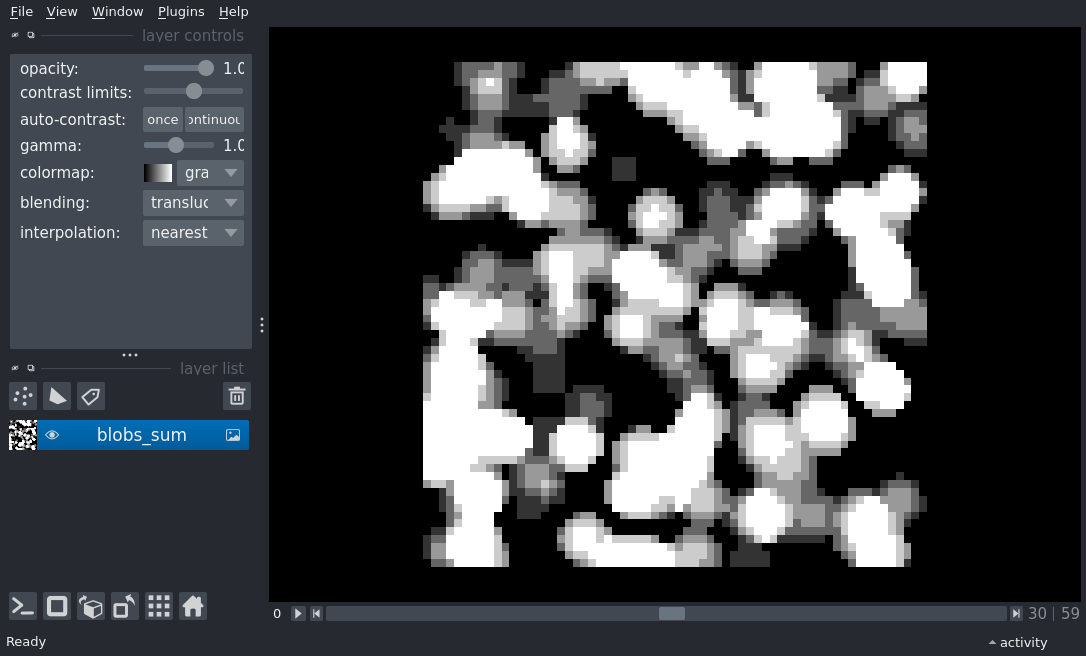 File View Window Plugins Help
layer controls
opacity: 1.0
contrast limits:
auto-contrast: once ontinuou
gamma: 1.0
colormap: gra
blending: transluc
interpolation: nearest
layer list
blobs_sum
0 30 | 59
Ready activity